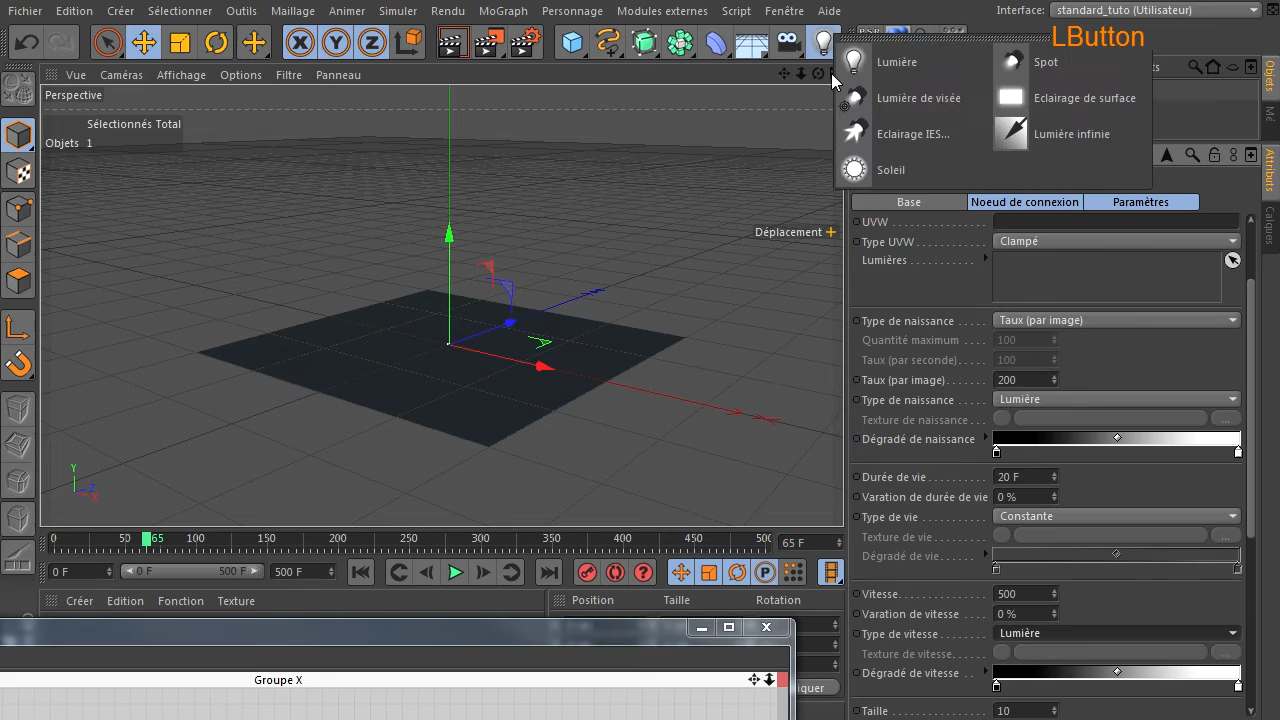 Fichier Edition Créer Sélectionner Outils Maillage Animer Simuler Rendu MoGraph Personnage Modules externes Script Fenêtre Aide Interface: standard_tuto (Utilisateur)
LButton
X Y Z
PSR
Vue Caméras Affichage Options Filtre Panneau
Perspective
Sélectionnés Total
Objets 1
Déplacement +
Lumière Spot
Lumière de visée Eclairage de surface
Eclairage IES... Lumière infinie
Soleil
Objets
Attributs
Calques
Base Noeud de connexion Paramètres
UVW
Type UVW Clampé
Lumières
Type de naissance Taux (par image)
Quantité maximum 100
Taux (par seconde) 100
Taux (par image) 200
Type de naissance Lumière
Texture de naissance ...
Dégradé de naissance
Durée de vie 20 F
Varation de durée de vie 0 %
Type de vie Constante
Texture de vie ...
Dégradé de vie
Vitesse 500
Varation de vitesse 0 %
Type de vitesse Lumière
Texture de vitesse ...
Dégradé de vitesse
Taille 10
Y
Z
X
0 50 65 100 150 200 250 300 350 400 450 500 65 F
0 F 0 F 500 F 500 F
P
Créer Edition Fonction Texture Position Taille Rotation
Groupe X
iquer